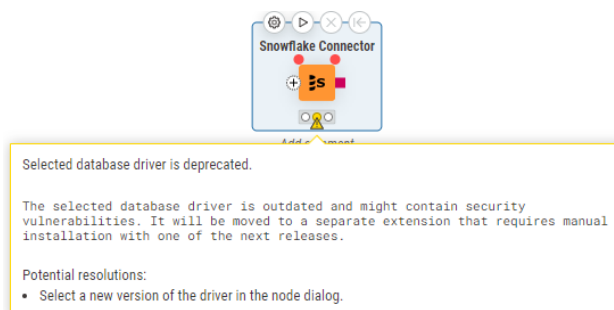 Snowflake Connector
S
Add comment
Selected database driver is deprecated.
The selected database driver is outdated and might contain security
vulnerabilities. It will be moved to a separate extension that requires manual
installation with one of the next releases.
Potential resolutions:
• Select a new version of the driver in the node dialog.